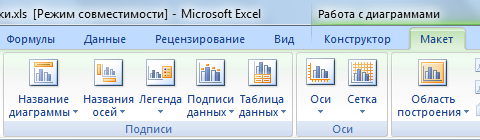 ки.xls [Режим совместимости] - Microsoft Excel Работа с диаграммами
Формулы Данные Рецензирование Вид Конструктор Макет
Название диаграммы Названия осей Легенда Подписи данных Таблица данных Оси Сетка Область построения
Подписи Оси